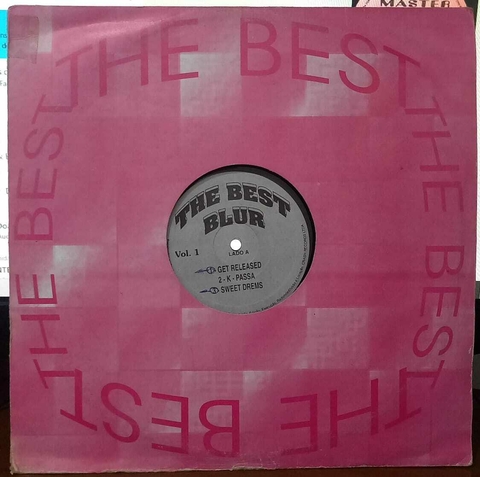 MASTER
THE BEST
THE BEST
THE BEST
THE BEST
THE BEST
BLUR
Vol. 1
LADO A
1 GET RELEASED
2 - K - PASSA
3 SWEET DREMS